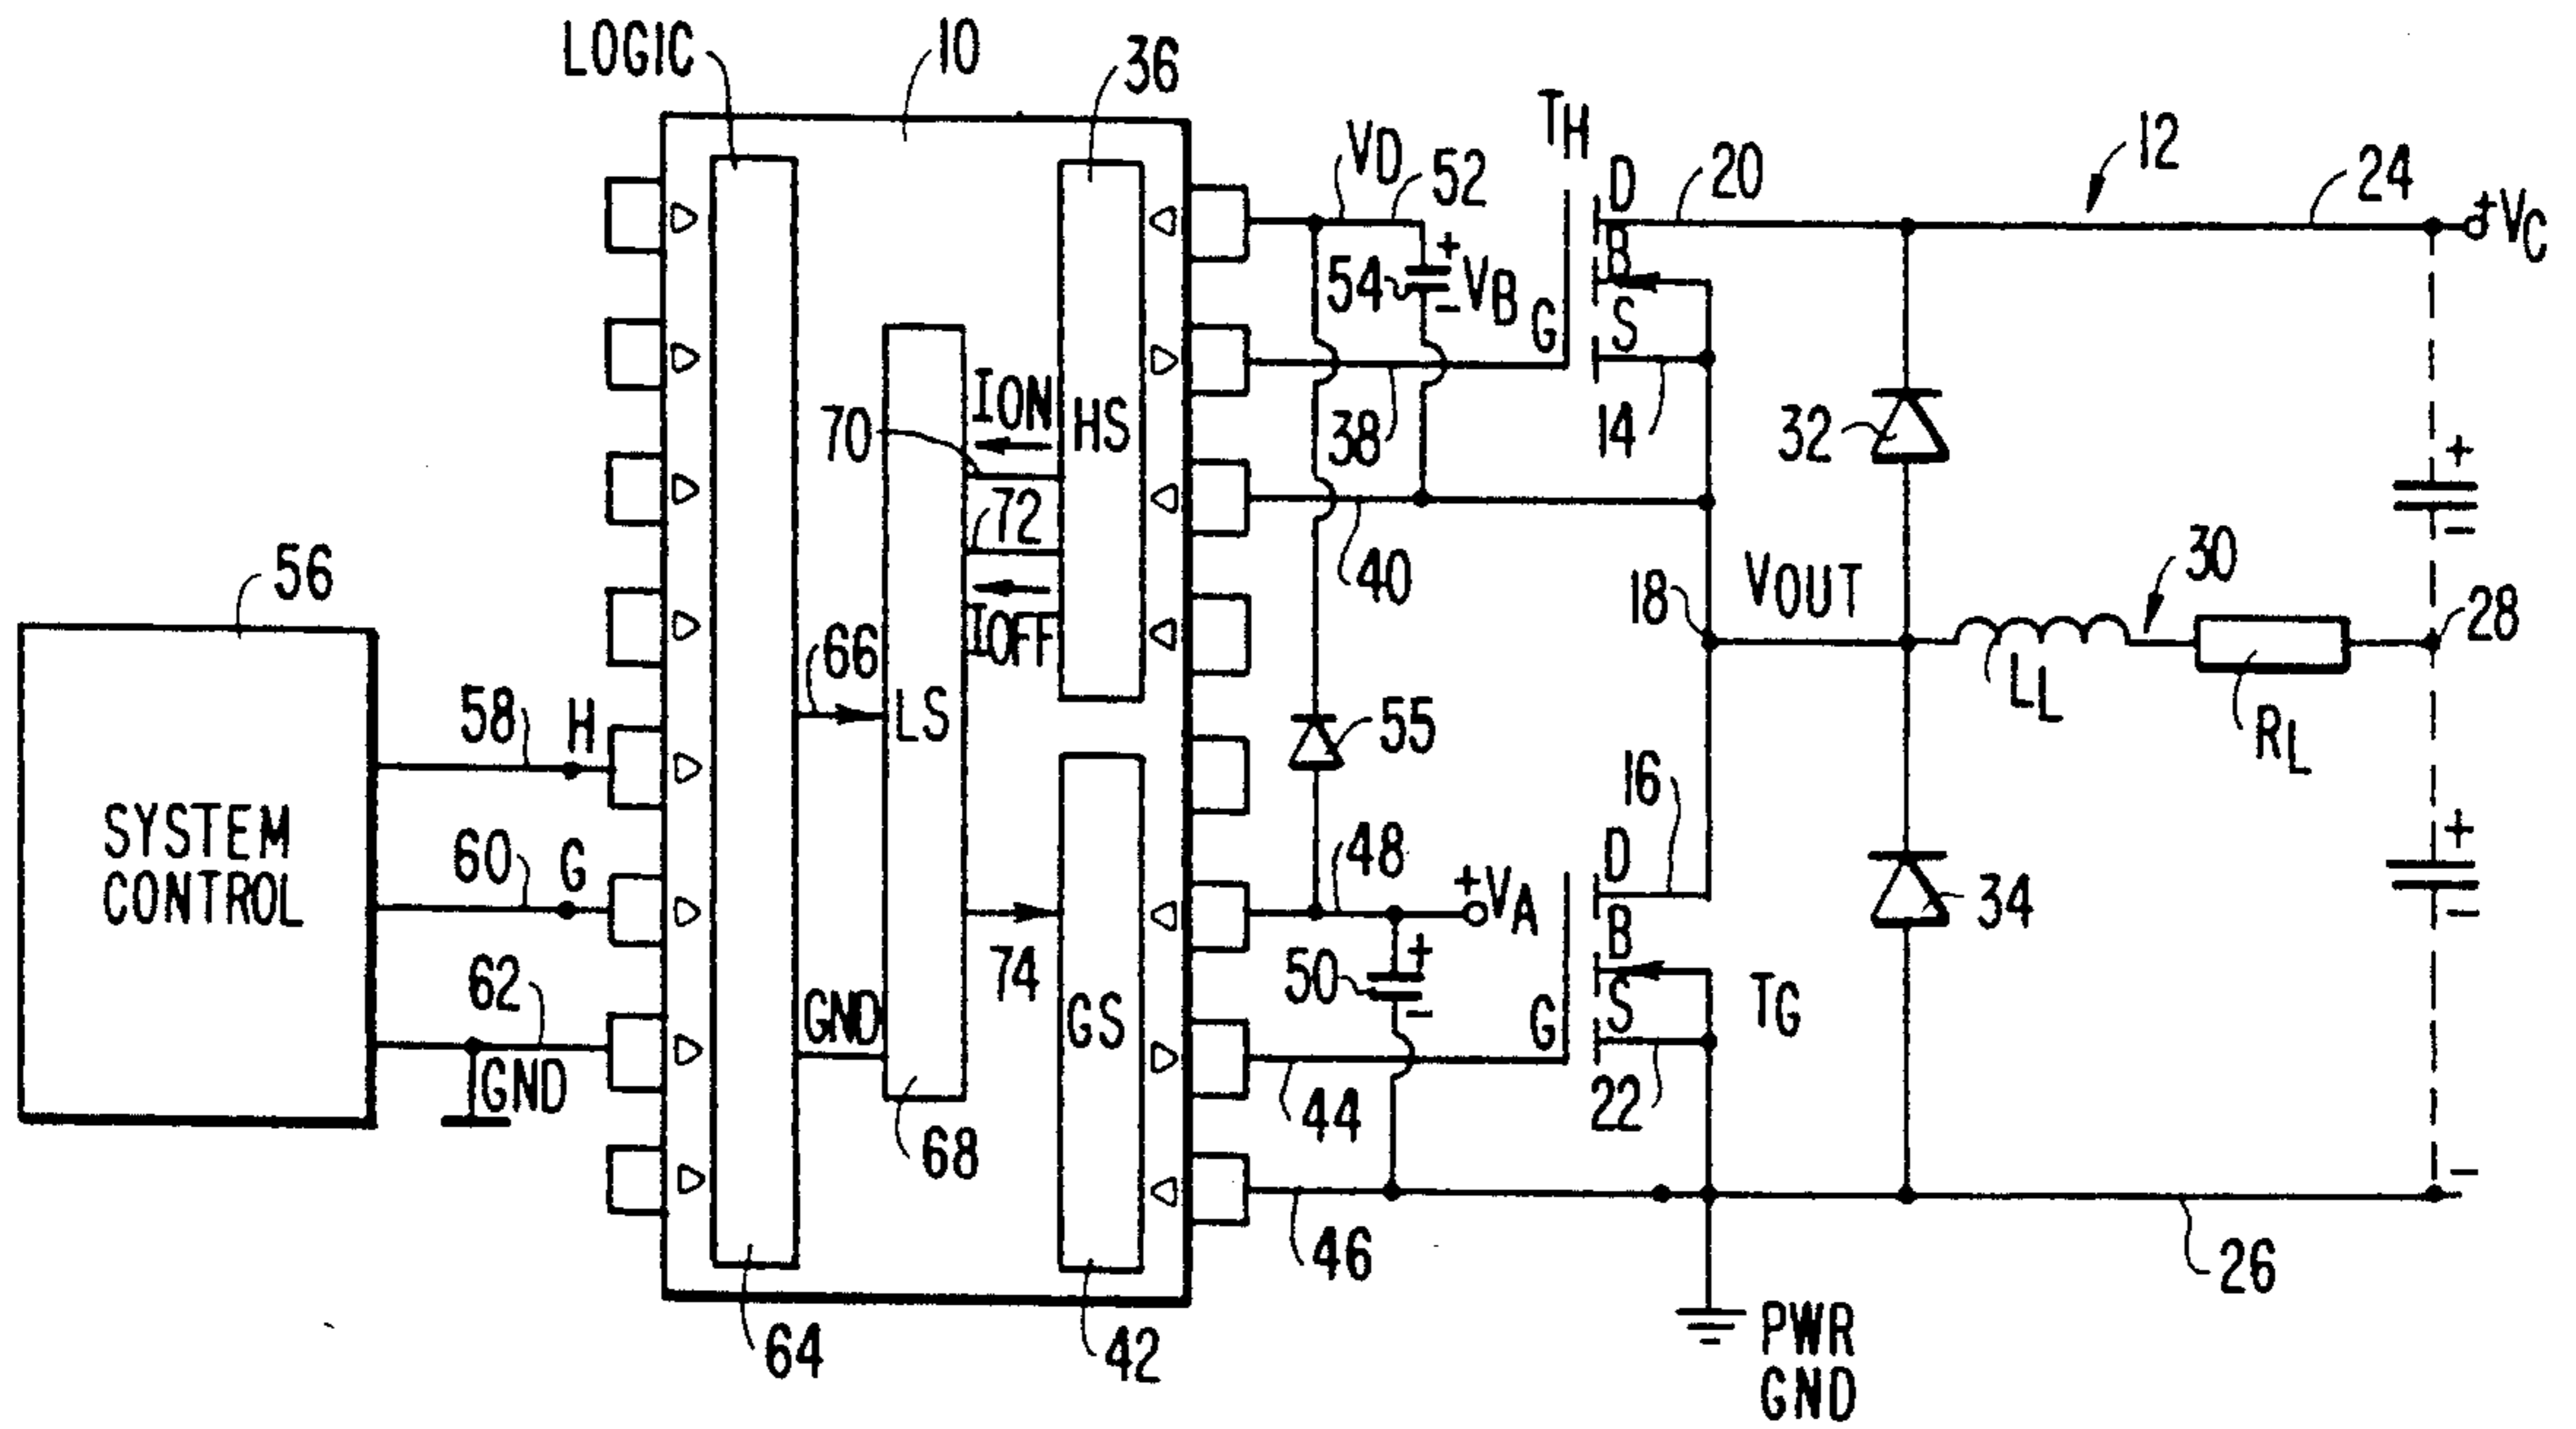 LOGIC
10
36
TH
VD
52
D
20
12
24
+VC
B
54
+
VB
-
G
S
ION
70
HS
38
14
32
+
-
72
40
18
VOUT
30
28
56
IOFF
66
LS
LL
RL
58
H
55
16
SYSTEM
CONTROL
60
G
48
+VA
D
34
+
-
B
62
GND
74
GS
50
+
-
G
S
TG
GND
68
44
22
-
46
26
64
42
PWR
GND